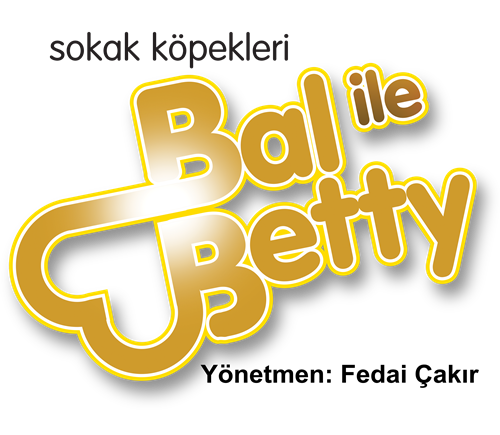 sokak köpekleri
Bal ile
Betty
Yönetmen: Fedai Çakır